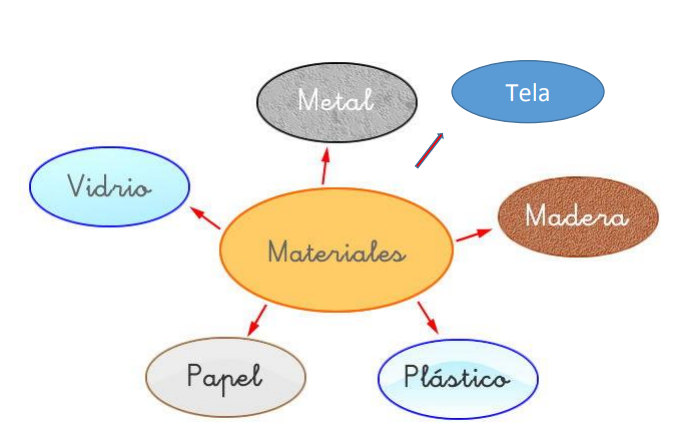 Metal
Tela
Vidrio
Madera
Materiales
Papel
Plástico